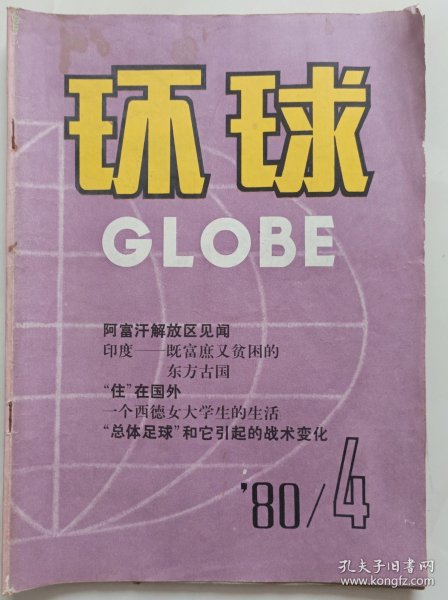 环球
GLOBE
阿富汗解放区见闻
印度——既富庶又贫困的
东方古国
“住”在国外
一个西德女大学生的生活
“总体足球”和它引起的战术变化
'80/4
孔夫子旧书网
www.kongfz.com